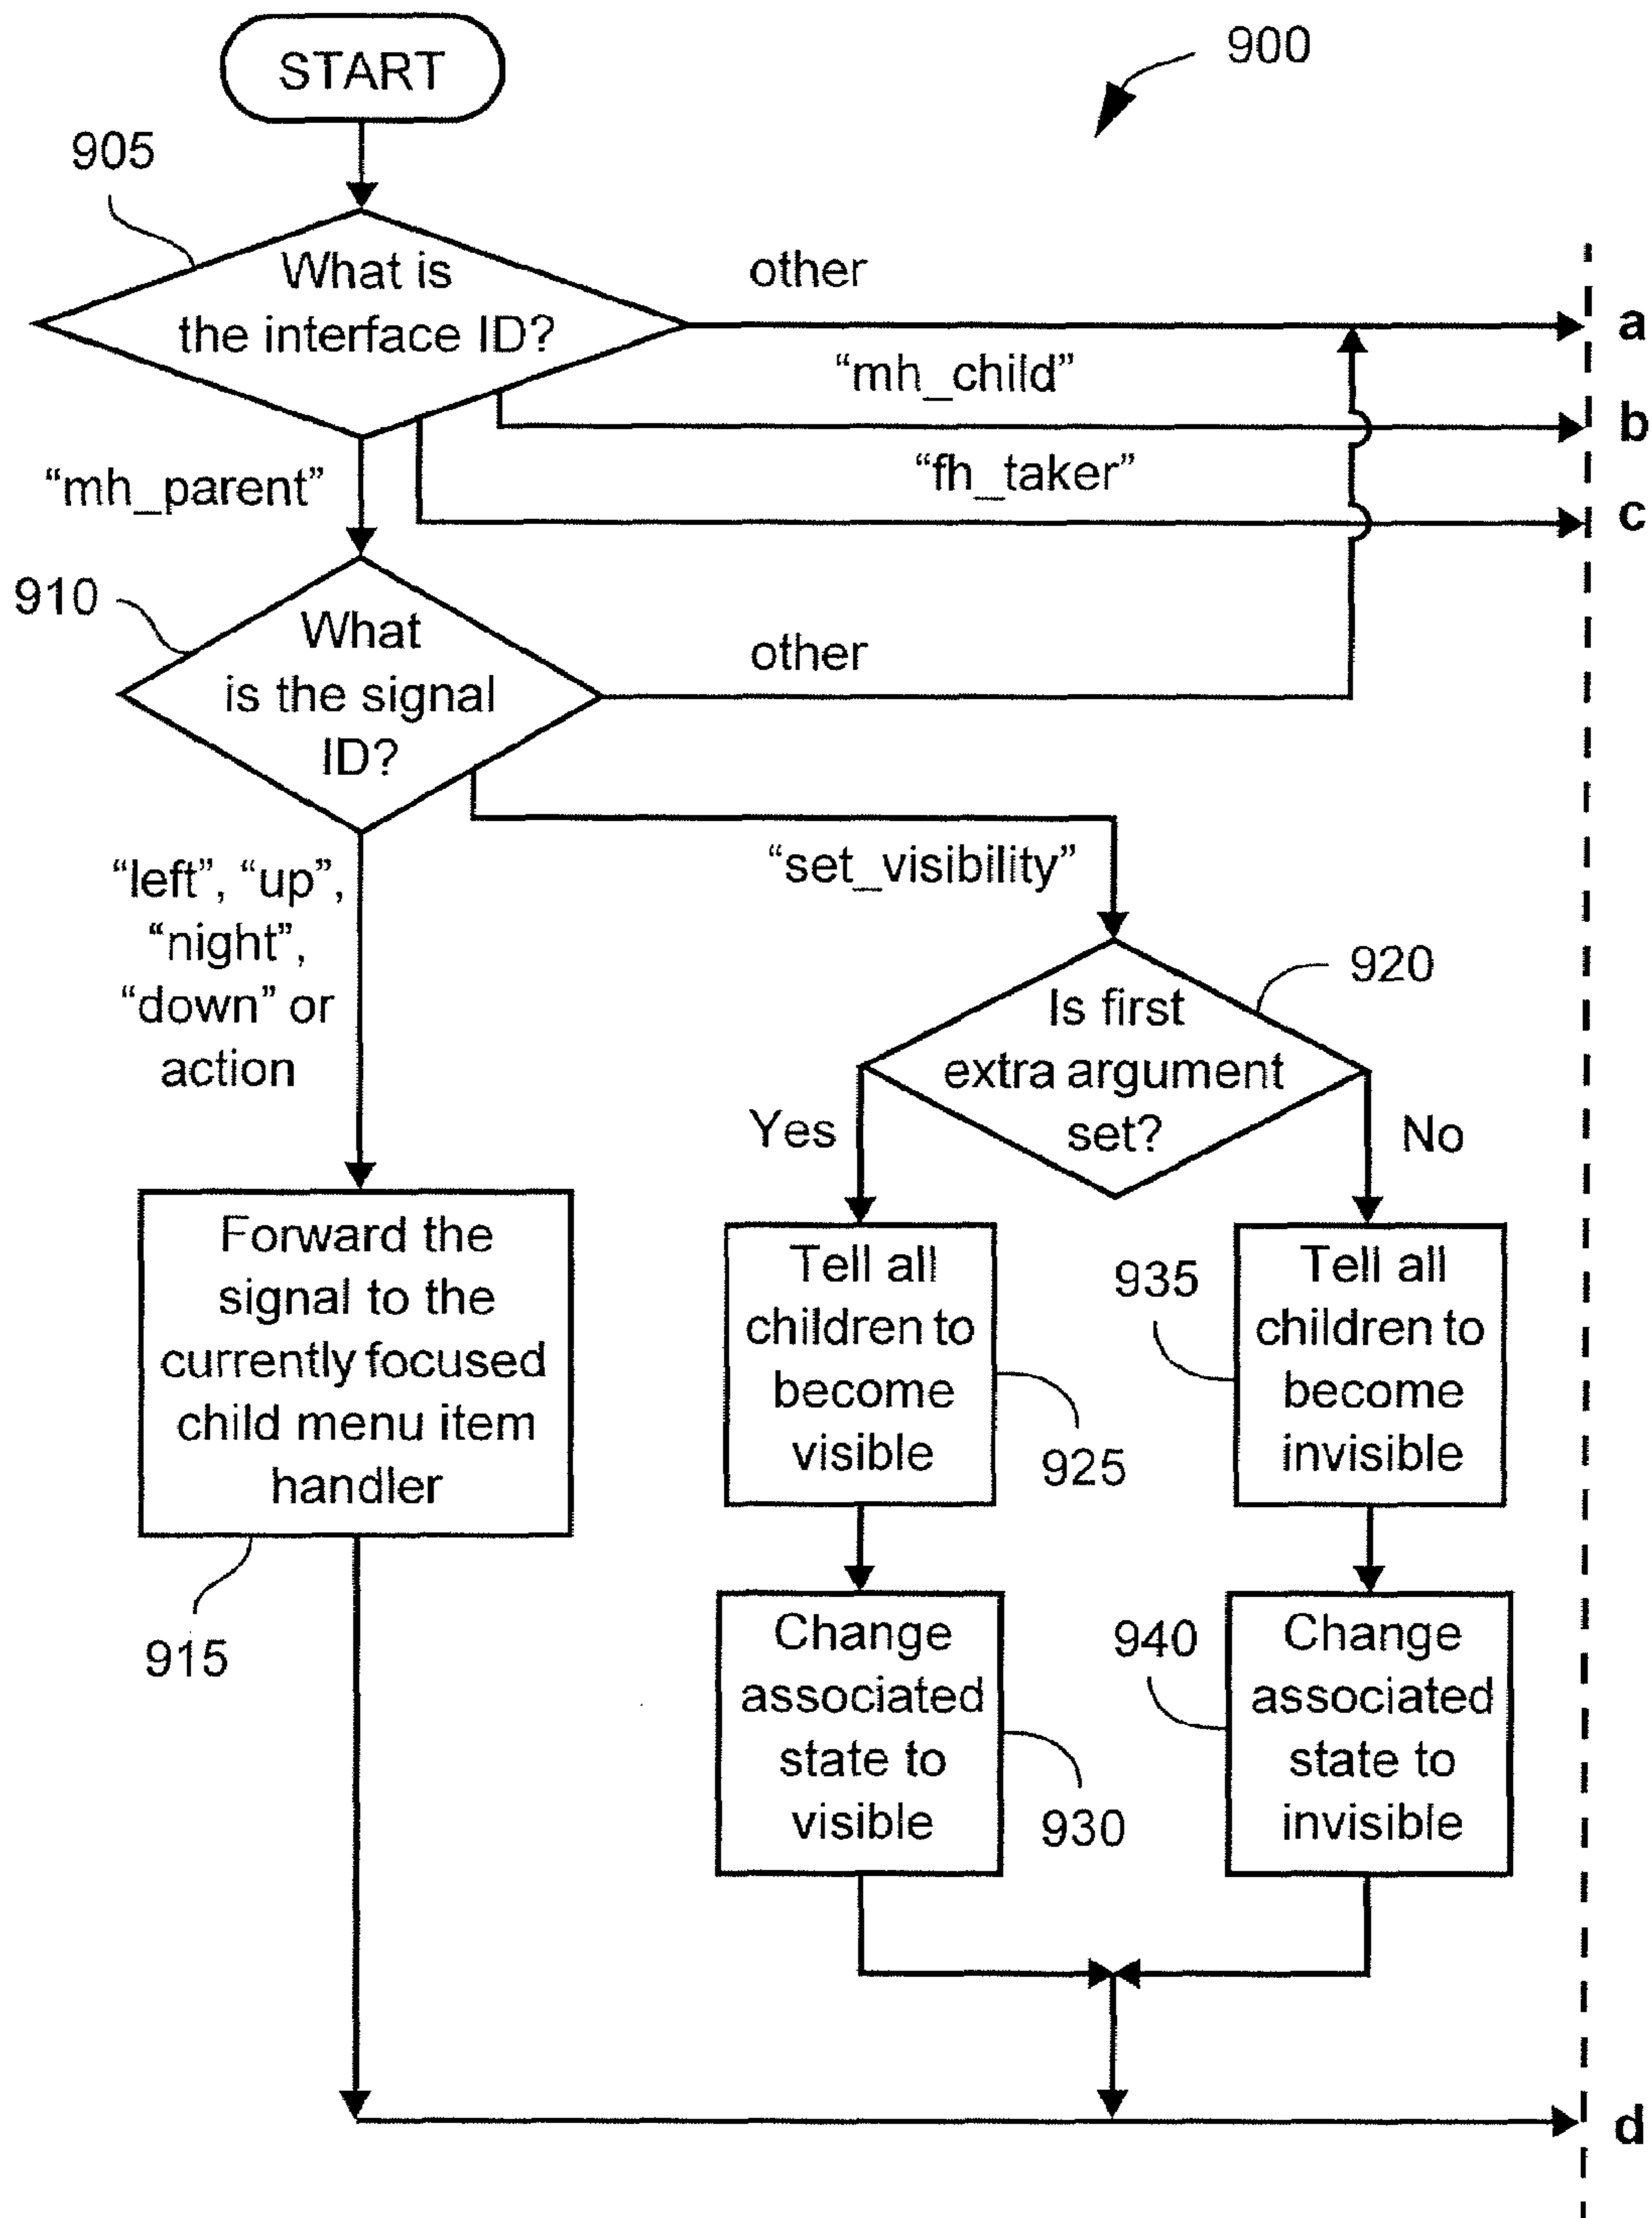 START
900
905
What is
the interface ID?
other
a
“mh_child”
b
“fh_taker”
c
“mh_parent”
910
What
is the signal
ID?
other
“left”, “up”,
“night”,
“down” or
action
“set_visibility”
920
Is first
extra argument
set?
Yes
No
Forward the
signal to the
currently focused
child menu item
handler
915
Tell all
children to
become
visible
925
935
Tell all
children to
become
invisible
Change
associated
state to
visible
930
940
Change
associated
state to
invisible
d